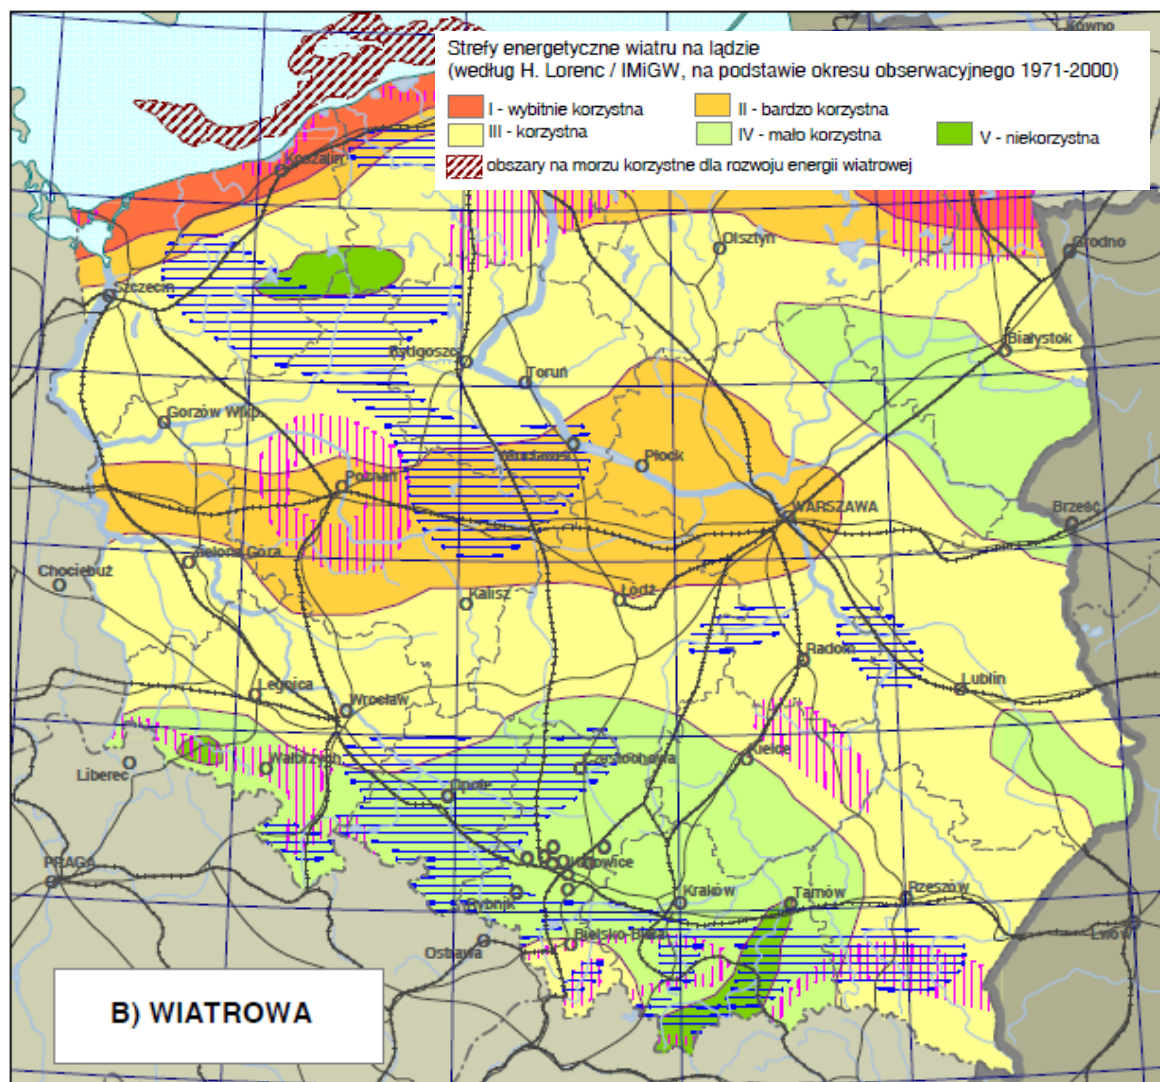 Kowno
Strefy energetyczne wiatru na lądzie
(według H. Lorenc / IMiGW, na podstawie okresu obserwacyjnego 1971-2000)
I - wybitnie korzystna
II - bardzo korzystna
III - korzystna
IV - mało korzystna
V - niekorzystna
obszary na morzu korzystne dla rozwoju energii wiatrowej
Koszalin
Olsztyn
Grodno
Szczecin
Białystok
Bydgoszcz
Toruń
Gorzów Wlkp.
Włocławek
Płock
Poznań
WARSZAWA
Brześć
Zielona Góra
Chociebuż
Kalisz
Łódź
Radom
Legnica
Lublin
Wrocław
Kielce
Liberec
Wałbrzych
Częstochowa
Opole
PRAGA
Katowice
Kraków
Tarnów
Rzeszów
Rybnik
Lwów
Bielsko-Biała
Ostrawa
B) WIATROWA